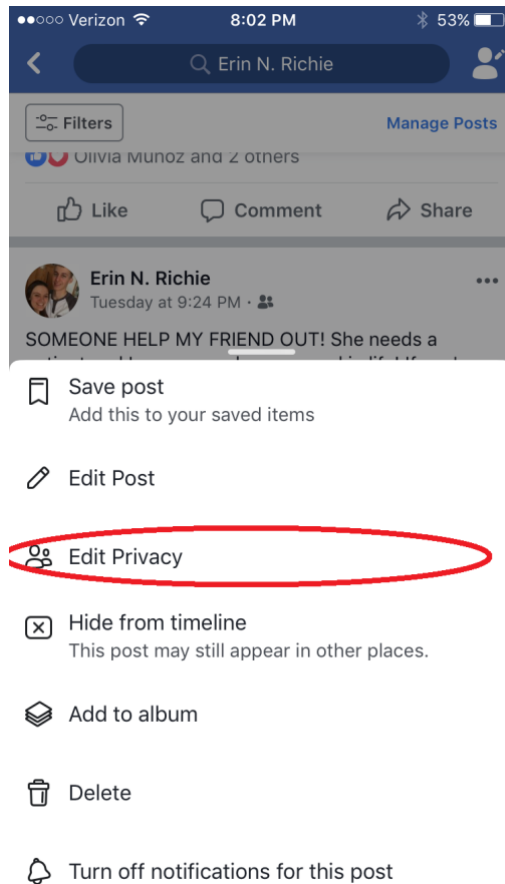 Verizon 8:02 PM 53%
Erin N. Richie
Filters Manage Posts
Olivia Munoz and 2 others
Like Comment Share
Erin N. Richie
Tuesday at 9:24 PM ·
SOMEONE HELP MY FRIEND OUT! She needs a
Save post
Add this to your saved items
Edit Post
Edit Privacy
Hide from timeline
This post may still appear in other places.
Add to album
Delete
Turn off notifications for this post